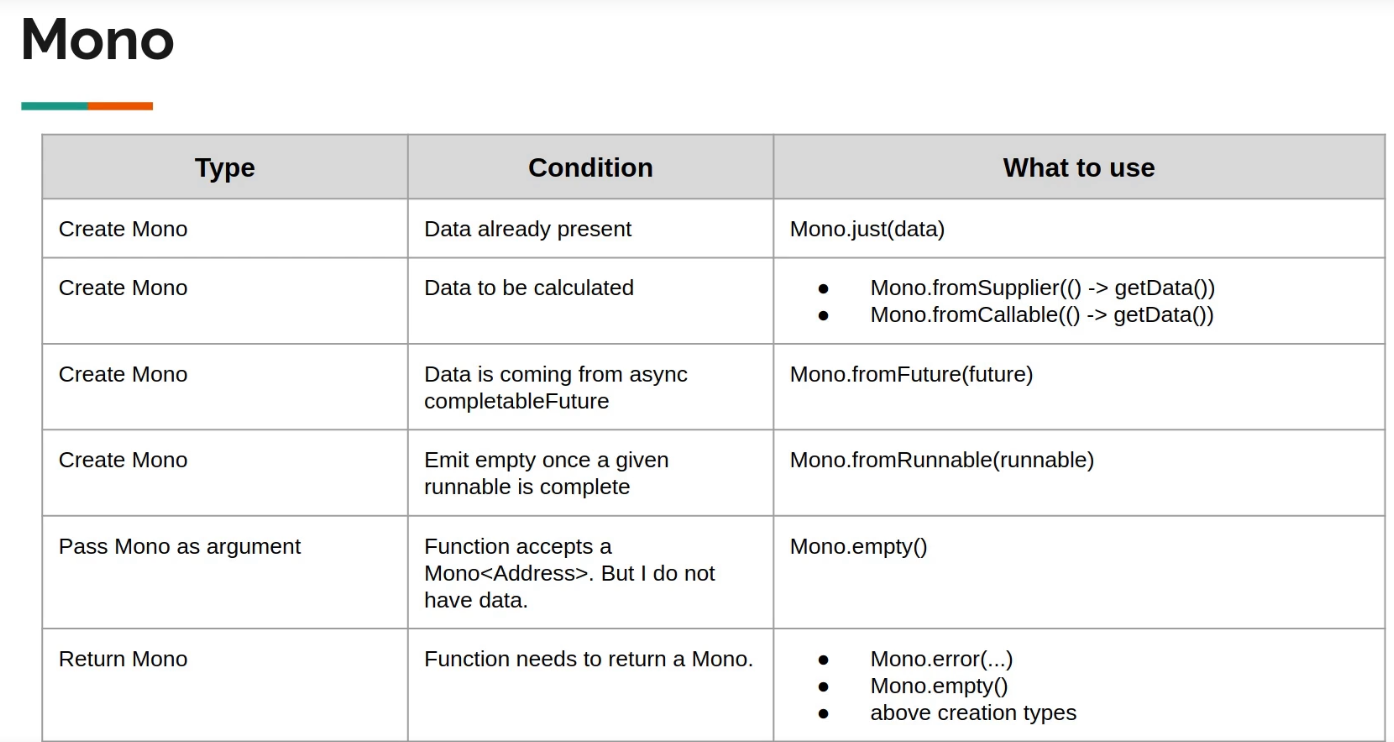 Mono
Type
Condition
What to use
Create Mono
Data already present
Mono.just(data)
Create Mono
Data to be calculated
● Mono.fromSupplier(() -> getData())
● Mono.fromCallable(() -> getData())
Create Mono
Data is coming from async
completableFuture
Mono.fromFuture(future)
Create Mono
Emit empty once a given
runnable is complete
Mono.fromRunnable(runnable)
Pass Mono as argument
Function accepts a
Mono<Address>. But I do not
have data.
Mono.empty()
Return Mono
Function needs to return a Mono.
● Mono.error(...)
● Mono.empty()
● above creation types